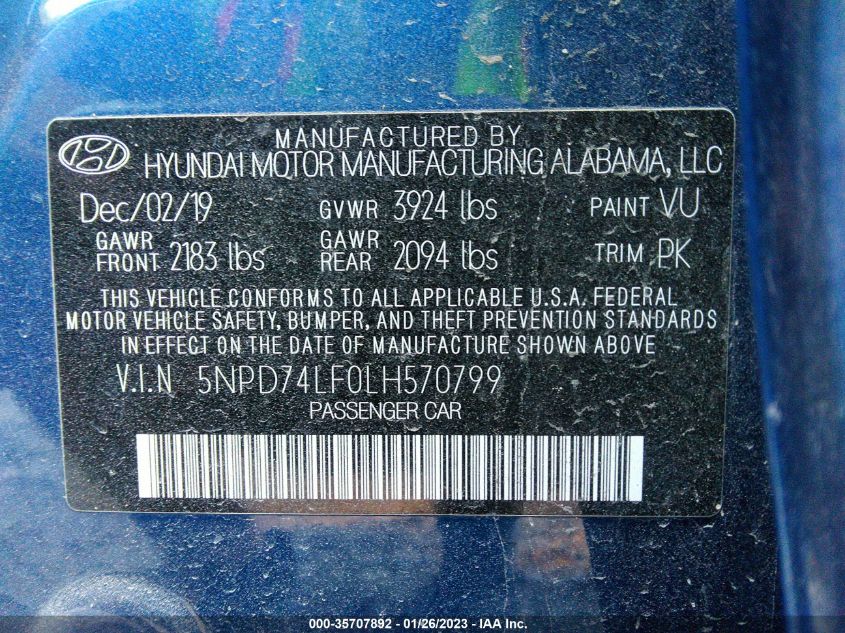 MANUFACTURED BY
HYUNDAI MOTOR MANUFACTURING ALABAMA, LLC
Dec/02/19 GVWR 3924 lbs PAINT VU
GAWR FRONT 2183 lbs GAWR REAR 2094 lbs TRIM PK
THIS VEHICLE CONFORMS TO ALL APPLICABLE U.S.A. FEDERAL
MOTOR VEHICLE SAFETY, BUMPER, AND THEFT PREVENTION STANDARDS
IN EFFECT ON THE DATE OF MANUFACTURE SHOWN ABOVE
V.I.N 5NPD74LF0LH570799
PASSENGER CAR
000-35707892 - 01/26/2023 - IAA Inc.